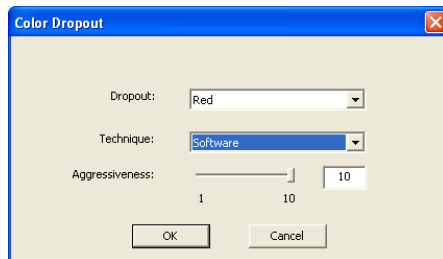 Color Dropout
Dropout: Red
Technique: Software
Aggressiveness: 10
1 10
OK Cancel